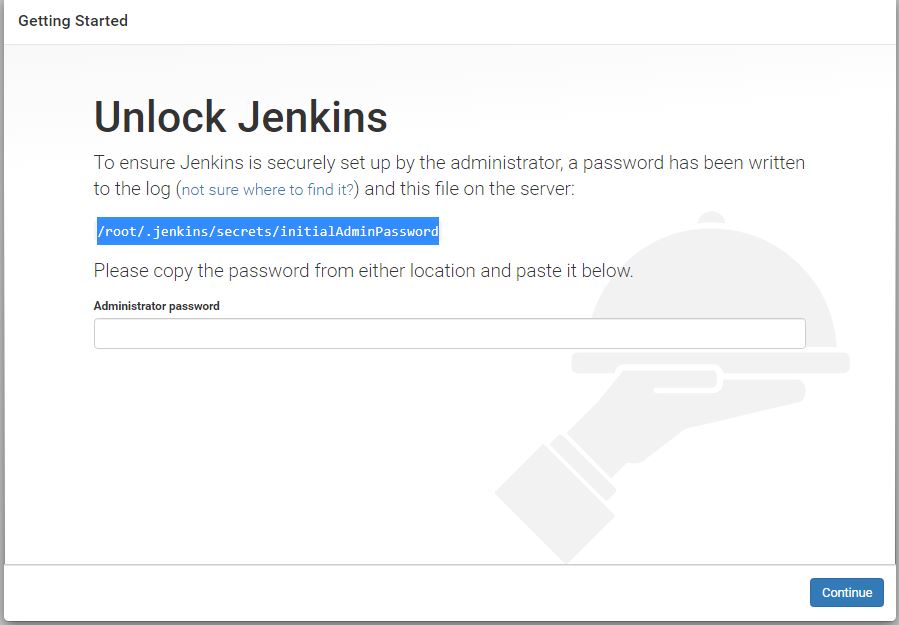 Getting Started
Unlock Jenkins
To ensure Jenkins is securely set up by the administrator, a password has been written
to the log (not sure where to find it?) and this file on the server:
/root/.jenkins/secrets/initialAdminPassword
Please copy the password from either location and paste it below.
Administrator password
Continue